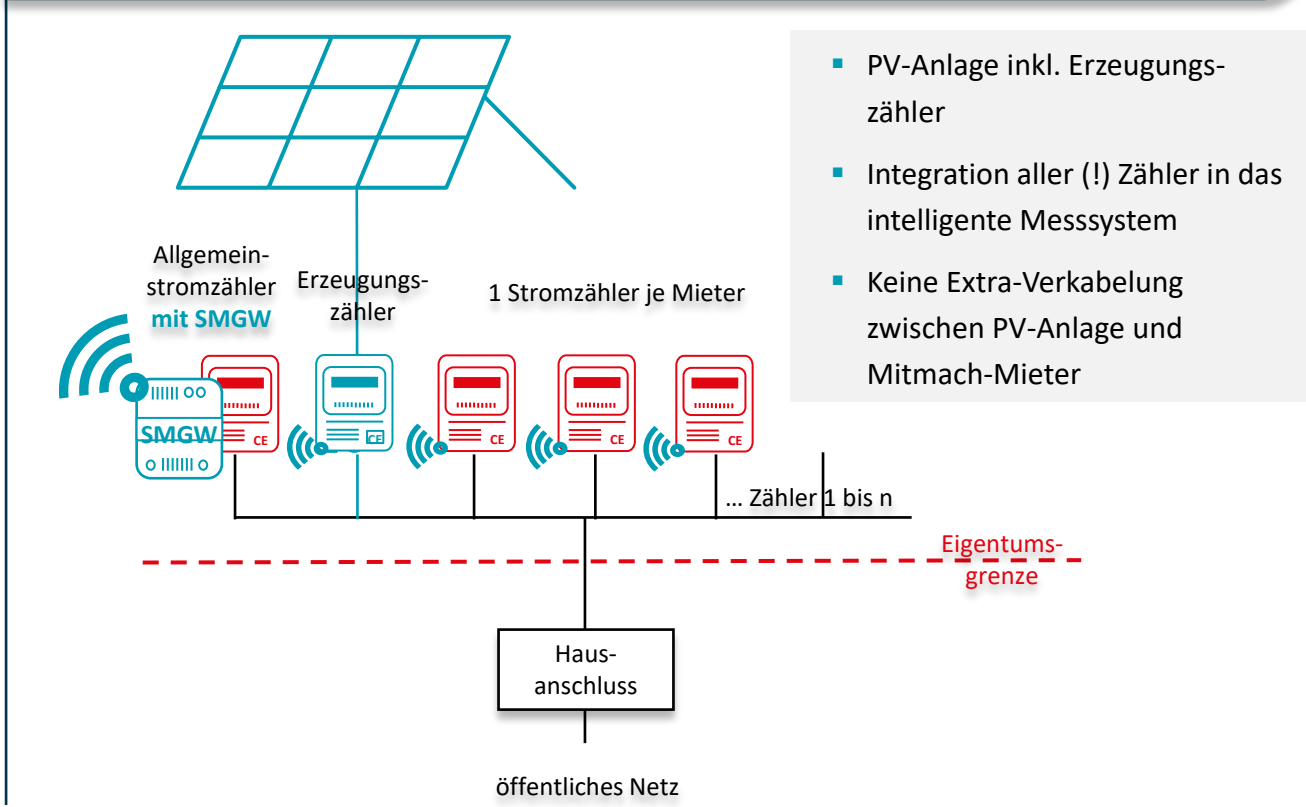 PV-Anlage inkl. Erzeugungs-
zähler
Integration aller (!) Zähler in das
intelligente Messsystem
Keine Extra-Verkabelung
zwischen PV-Anlage und
Mitmach-Mieter
Allgemein-
stromzähler
mit SMGW
Erzeugungs-
zähler
1 Stromzähler je Mieter
SMGW
CE
CE
CE
CE
CE
... Zähler 1 bis n
Eigentums-
grenze
Haus-
anschluss
öffentliches Netz